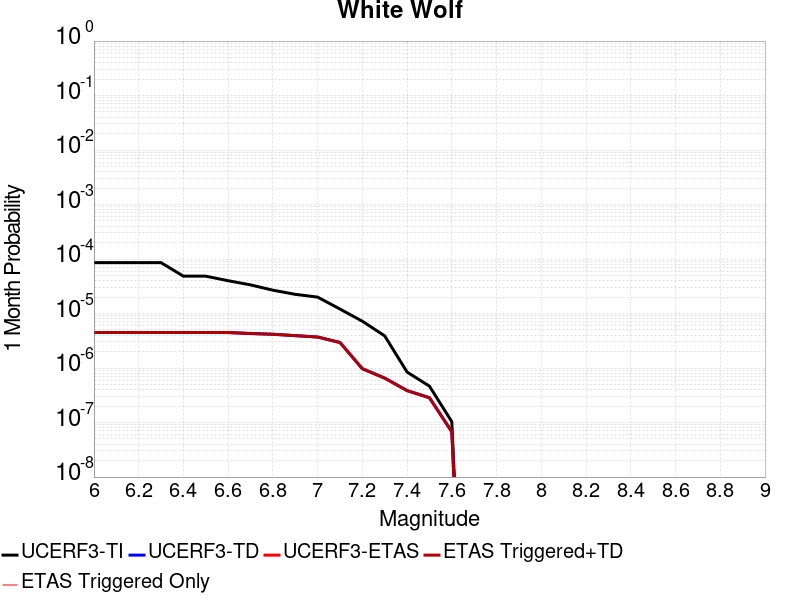 White Wolf
10^0
10^-1
10^-2
10^-3
10^-4
10^-5
10^-6
10^-7
10^-8
1 Month Probability
6 6.2 6.4 6.6 6.8 7 7.2 7.4 7.6 7.8 8 8.2 8.4 8.6 8.8 9
Magnitude
UCERF3-TI UCERF3-TD UCERF3-ETAS ETAS Triggered+TD
ETAS Triggered Only